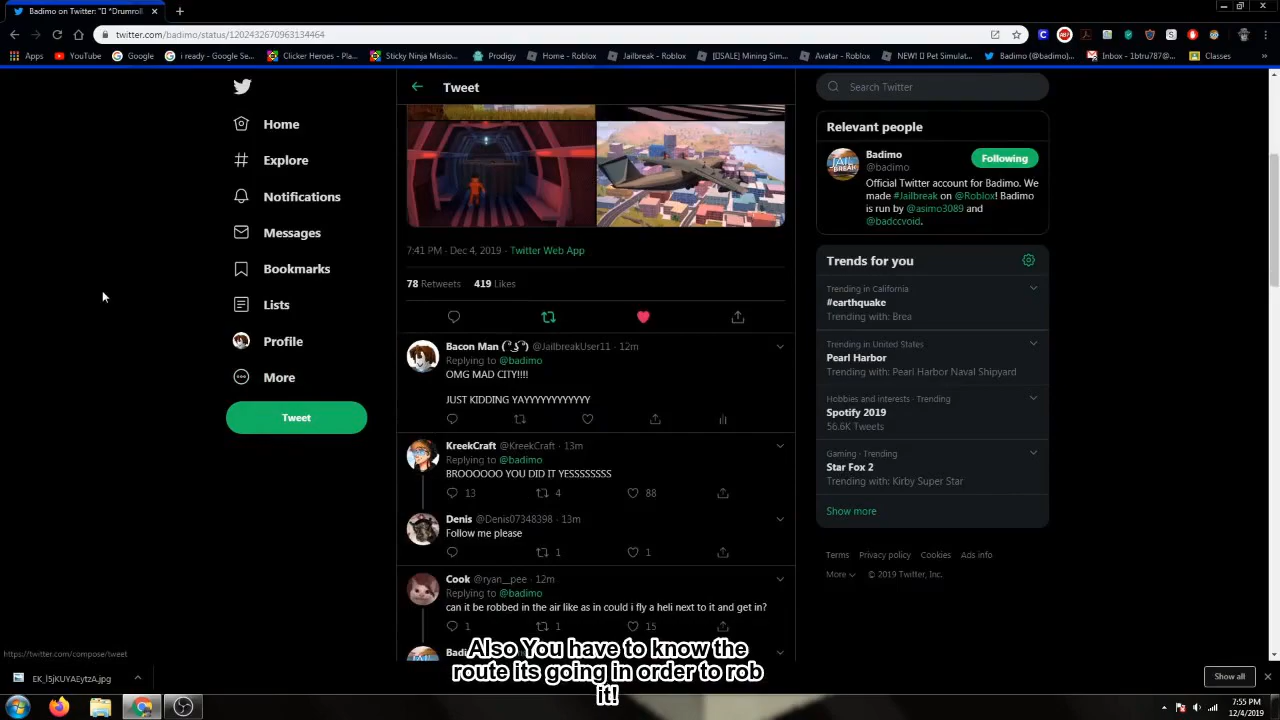 Badimo on Twitter: "🥁 *Drumroll
twitter.com/badimo/status/1202432670963134464
Apps
YouTube
Google
i ready - Google Se...
Clicker Heroes - Pla...
Sticky Ninja Missio...
Prodigy
Home - Roblox
Jailbreak - Roblox
[[SALE] Mining Sim...
Avatar - Roblox
NEW! ] Pet Simulat...
Badimo (@badimo)...
Inbox - 1btru787@...
Classes
Home
Explore
Notifications
Messages
Bookmarks
Lists
Profile
More
Tweet
Tweet
7:41 PM · Dec 4, 2019 · Twitter Web App
78 Retweets 419 Likes
Bacon Man ( ͡° ͜ʖ ͡°) @JailbreakUser11 · 12m
Replying to @badimo
OMG MAD CITY!!!!
JUST KIDDING YAYYYYYYYYYYYY
KreekCraft @KreekCraft · 13m
Replying to @badimo
BROOOOOO YOU DID IT YESSSSSSSS
13 4 88
Denis @Denis07348398 · 13m
Follow me please
1 1
Cook @ryan__pee · 12m
Replying to @badimo
can it be robbed in the air like as in could i fly a heli next to it and get in?
1 1 15
Also You have to know the
route its going in order to rob
it!
Search Twitter
Relevant people
JAIL
BREAK
Badimo
@badimo
Following
Official Twitter account for Badimo. We
made #Jailbreak on @Roblox! Badimo
is run by @asimo3089 and
@badccvoid.
Trends for you
Trending in California
#earthquake
Trending with: Brea
Trending in United States
Pearl Harbor
Trending with: Pearl Harbor Naval Shipyard
Hobbies and interests · Trending
Spotify 2019
56.6K Tweets
Gaming · Trending
Star Fox 2
Trending with: Kirby Super Star
Show more
Terms Privacy policy Cookies Ads info
More © 2019 Twitter, Inc.
https://twitter.com/compose/tweet
EK_l5jKUYAEytzA.jpg
Show all
7:55 PM
12/4/2019